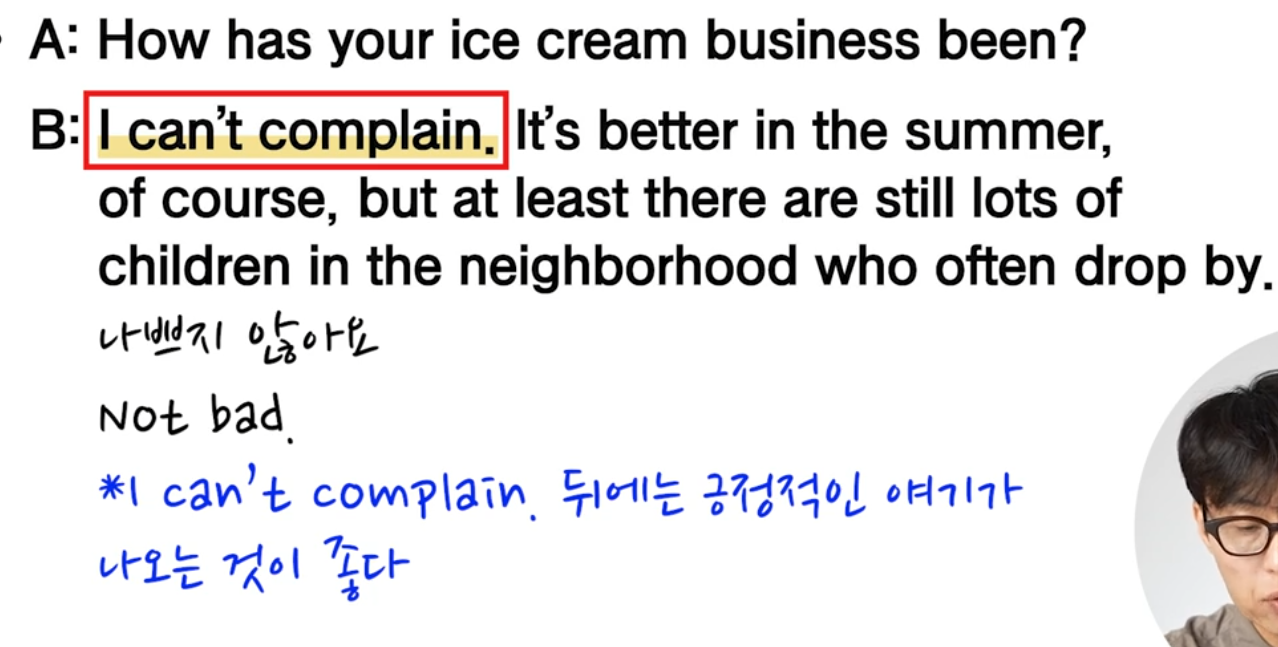 A: How has your ice cream business been?
B: I can't complain. It's better in the summer,
of course, but at least there are still lots of
children in the neighborhood who often drop by.
나쁘지 않아요
Not bad.
*I can't complain. 뒤에는 긍정적인 얘기가
나오는 것이 좋다